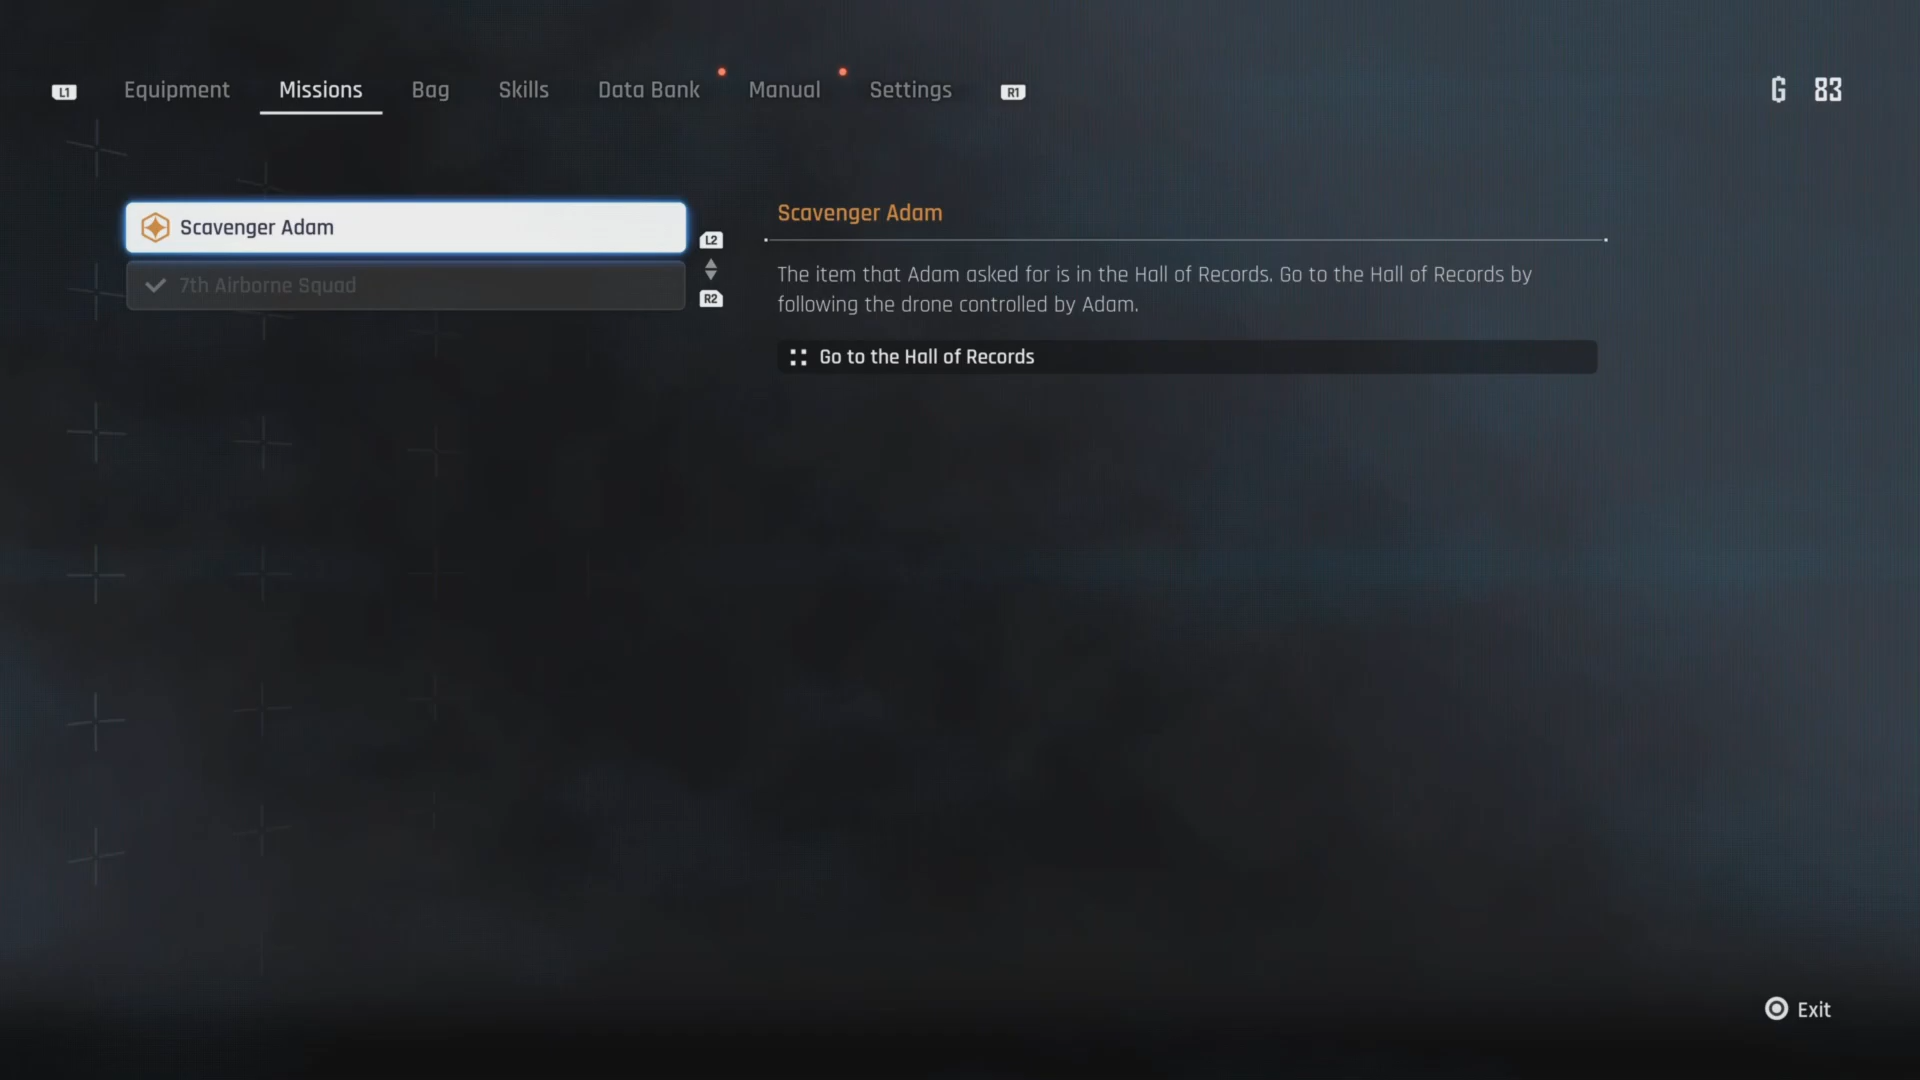 L1 Equipment Missions Bag Skills Data Bank Manual Settings R1 G 83
Scavenger Adam
7th Airborne Squad
L2
R2
Scavenger Adam
The item that Adam asked for is in the Hall of Records. Go to the Hall of Records by
following the drone controlled by Adam.
Go to the Hall of Records
Exit